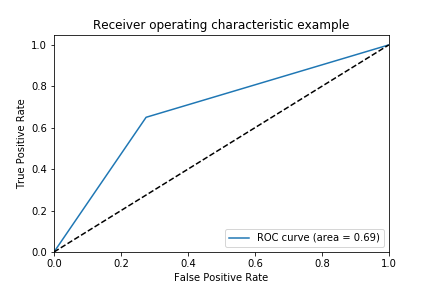 Receiver operating characteristic example
1.0
0.8
0.6
0.4
0.2
0.0
True Positive Rate
ROC curve (area = 0.69)
0.0 0.2 0.4 0.6 0.8 1.0
False Positive Rate